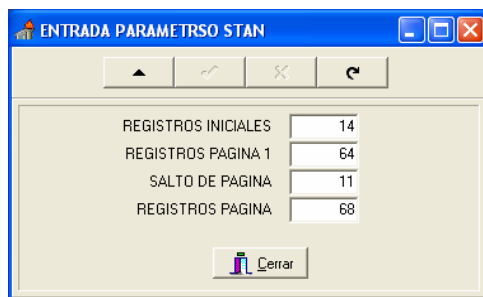 ENTRADA PARAMETRSO STAN
REGISTROS INICIALES 14
REGISTROS PAGINA 1 64
SALTO DE PAGINA 11
REGISTROS PAGINA 68
Cerrar